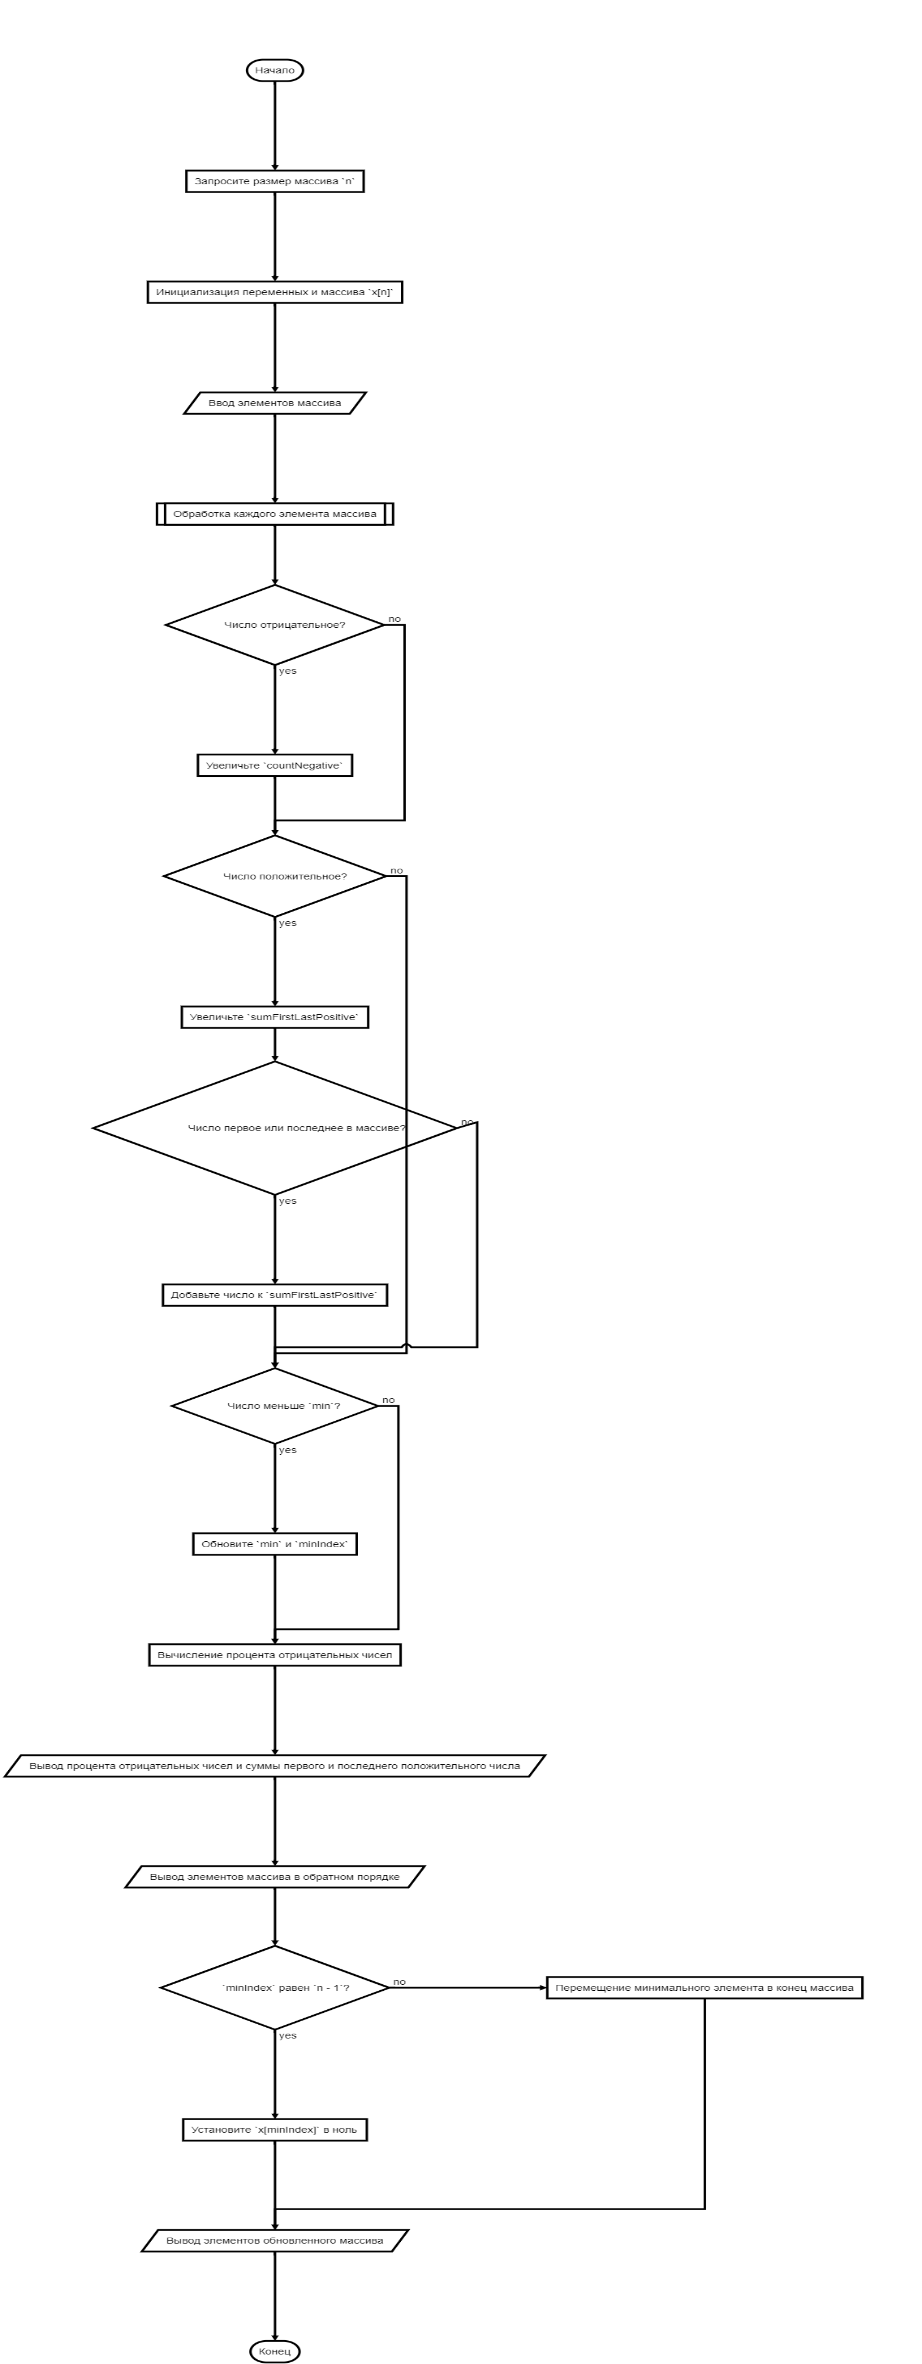 Начало
Запросите размер массива `n`
Инициализация переменных и массива `x[n]`
Ввод элементов массива
Обработка каждого элемента массива
Число отрицательное?
no
yes
Увеличьте `countNegative`
Число положительное?
no
yes
Увеличьте `sumFirstLastPositive`
Число первое или последнее в массиве?
no
yes
Добавьте число к `sumFirstLastPositive`
Число меньше `min`?
no
yes
Обновите `min` и `minIndex`
Вычисление процента отрицательных чисел
Вывод процента отрицательных чисел и суммы первого и последнего положительного числа
Вывод элементов массива в обратном порядке
`minIndex` равен `n - 1`?
no
Перемещение минимального элемента в конец массива
yes
Установите `x[minIndex]` в ноль
Вывод элементов обновленного массива
Конец